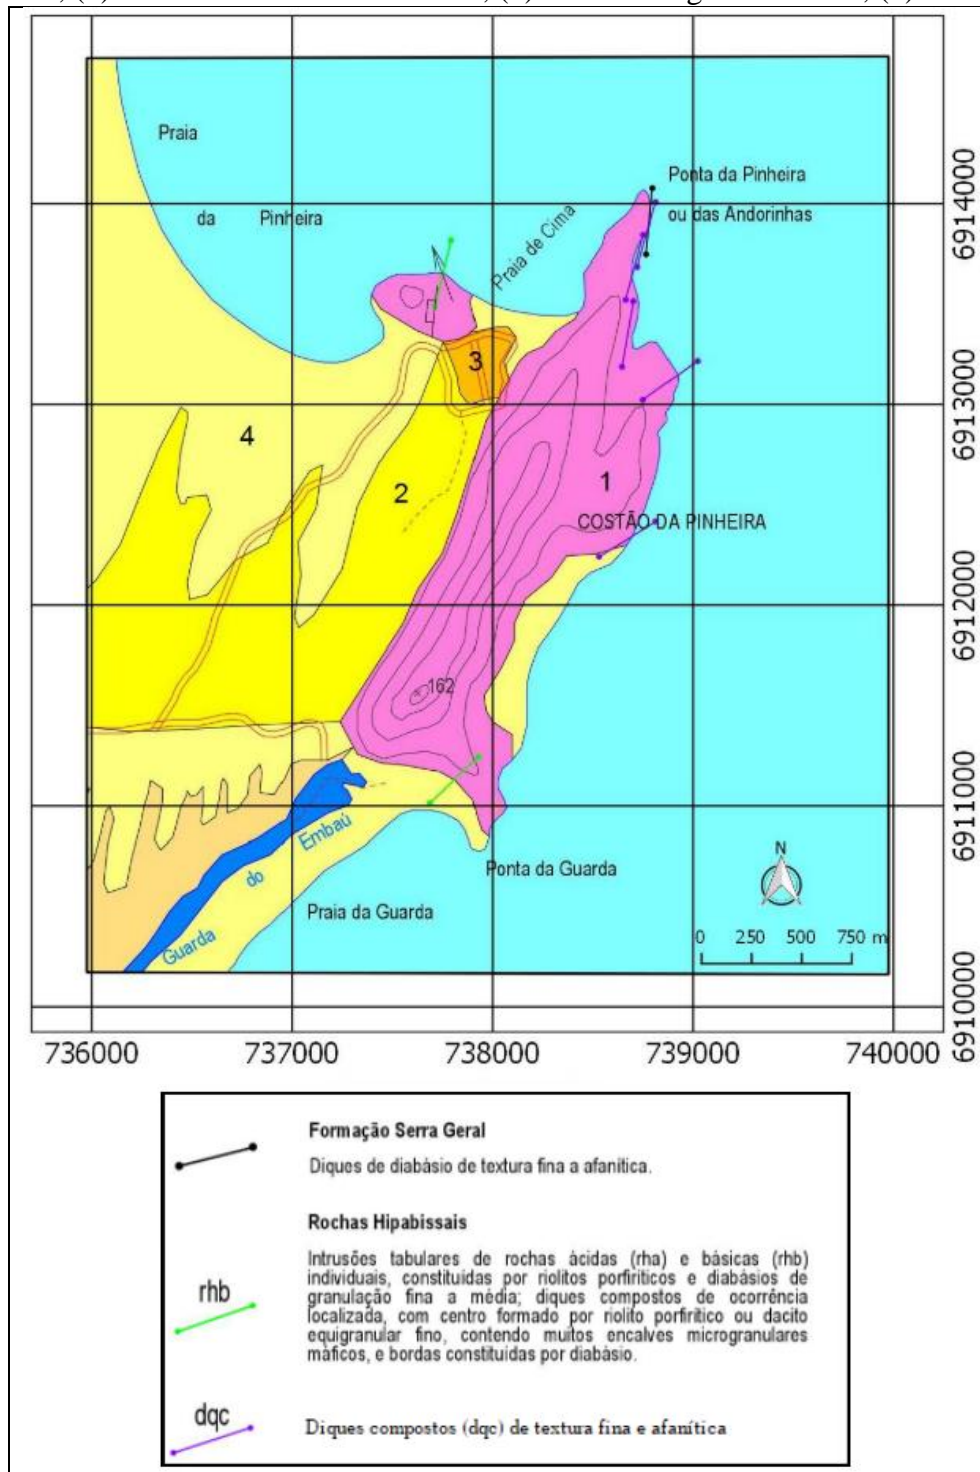 Praia
da Pinheira
Ponta da Pinheira
ou das Andorinhas
Praia de Cima
3
4
2
1
COSTÃO DA PINHEIRA
162
Guarda do Embaú
Ponta da Guarda
Praia da Guarda
N
0 250 500 750 m
6914000
6913000
6912000
6911000
6910000
736000 737000 738000 739000 740000
Formação Serra Geral
Diques de diabásio de textura fina a afanítica.
Rochas Hipabissais
rhb
Intrusões tabulares de rochas ácidas (rha) e básicas (rhb)
individuais, constituídas por riolitos porfiríticos e diabásios de
granulação fina a média; diques compostos de ocorrência
localizada, com centro formado por riolito porfirítico ou dacito
equigranular fino, contendo muitos encalves microgranulares
máficos, e bordas constituídas por diabásio.
dqc
Diques compostos (dqc) de textura fina e afanítica